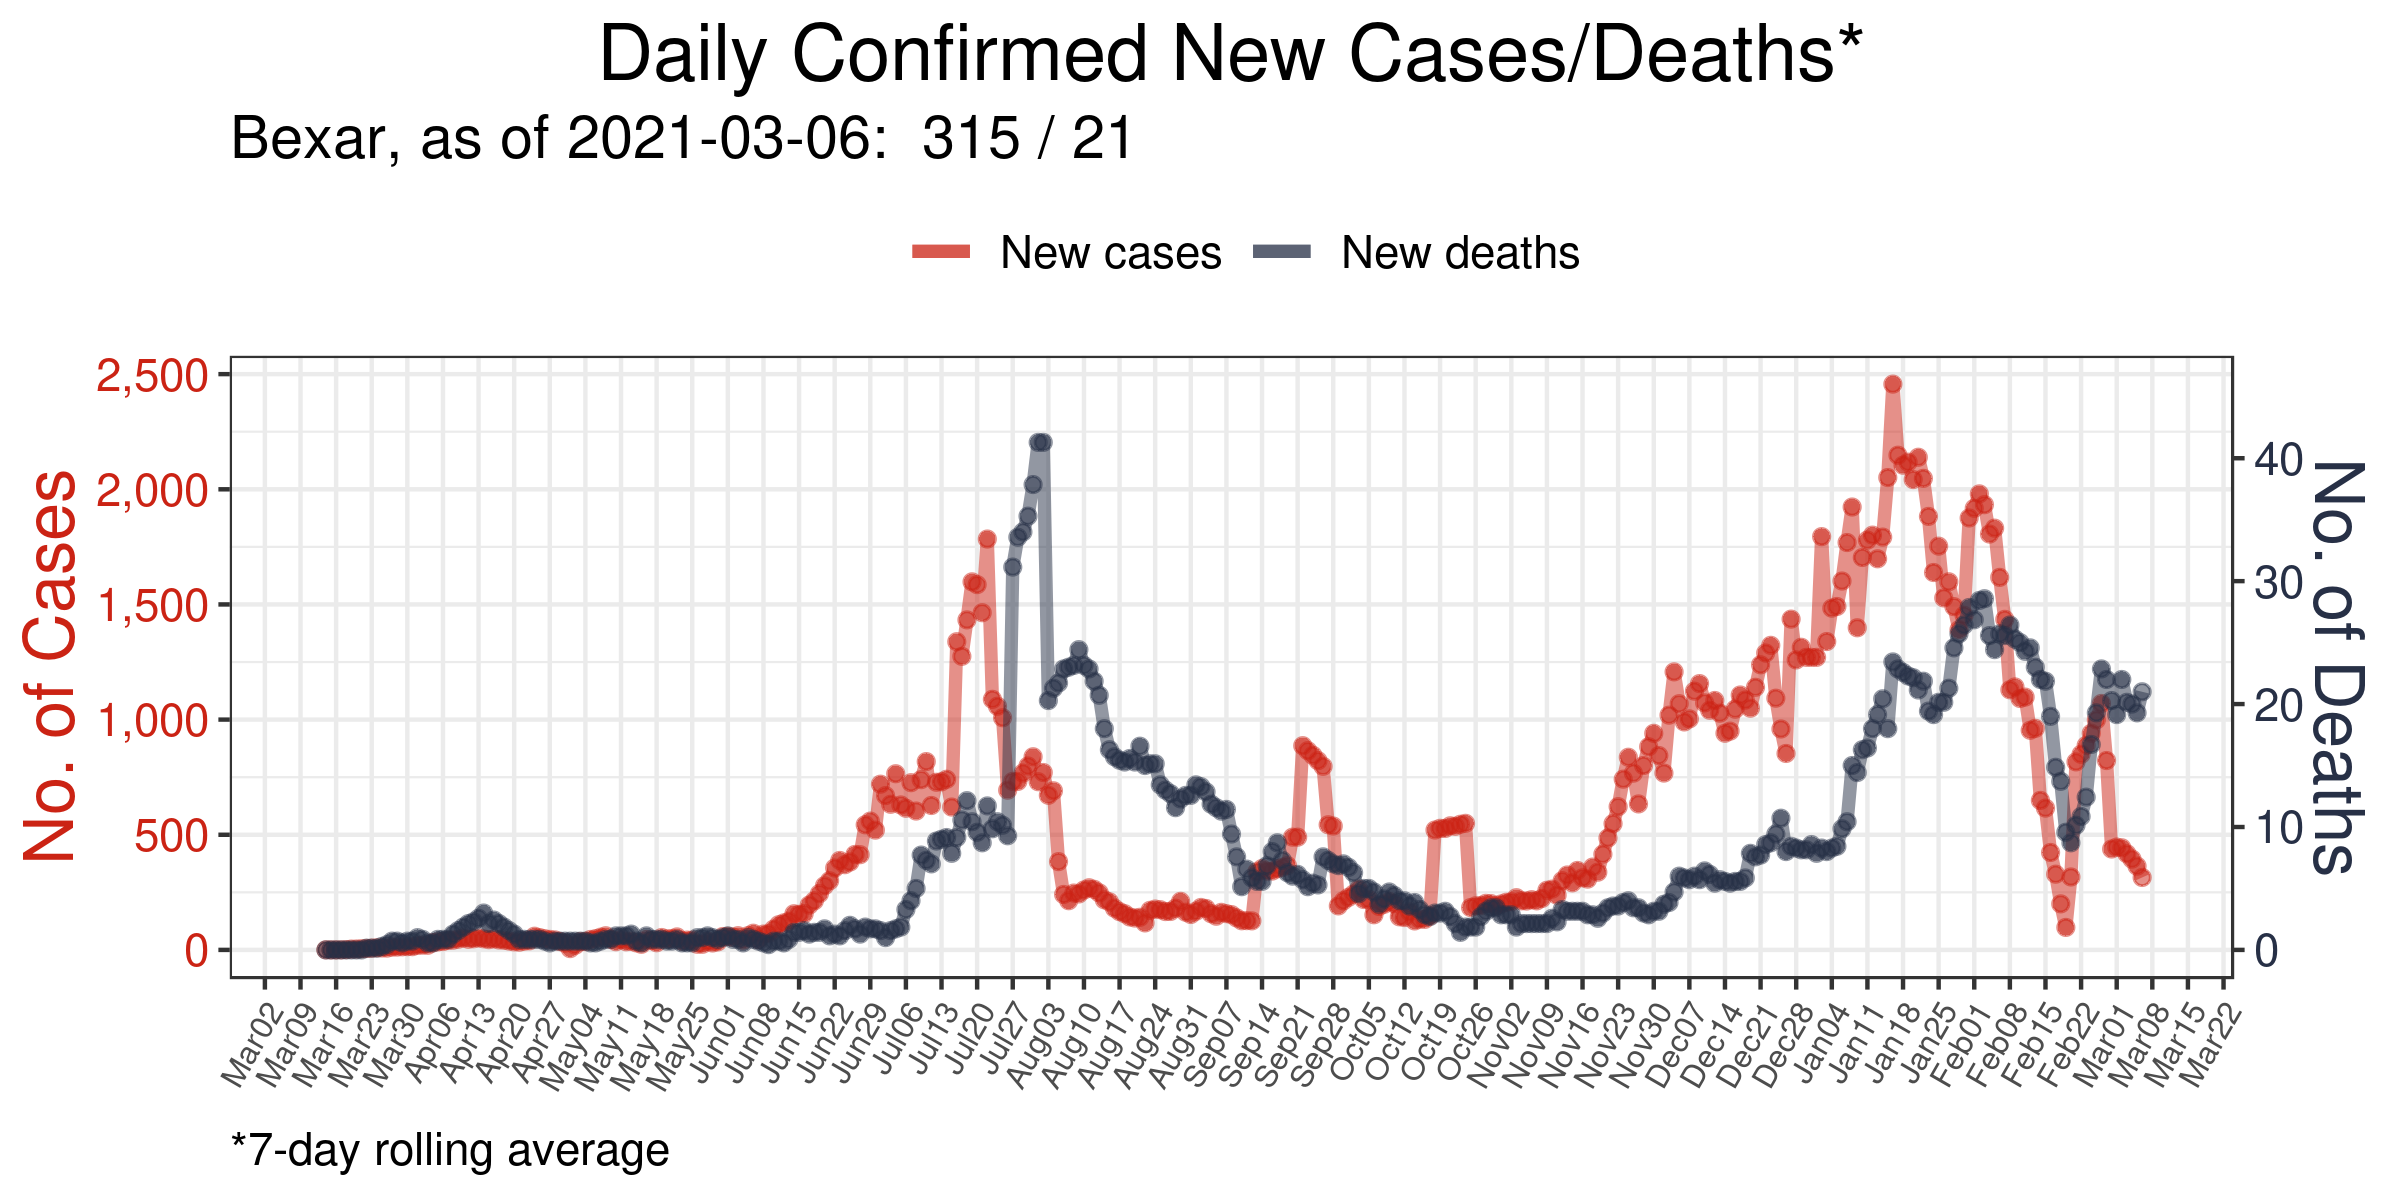 Daily Confirmed New Cases/Deaths*
Bexar, as of 2021-03-06:  315 / 21
New cases
New deaths
No. of Cases
2,500
2,000
1,500
1,000
500
0
40
30
20
10
0
No. of Deaths
Mar02
Mar09
Mar16
Mar23
Mar30
Apr06
Apr13
Apr20
Apr27
May04
May11
May18
May25
Jun01
Jun08
Jun15
Jun22
Jun29
Jul06
Jul13
Jul20
Jul27
Aug03
Aug10
Aug17
Aug24
Aug31
Sep07
Sep14
Sep21
Sep28
Oct05
Oct12
Oct19
Oct26
Nov02
Nov09
Nov16
Nov23
Nov30
Dec07
Dec14
Dec21
Dec28
Jan04
Jan11
Jan18
Jan25
Feb01
Feb08
Feb15
Feb22
Mar01
Mar08
Mar15
Mar22
*7-day rolling average